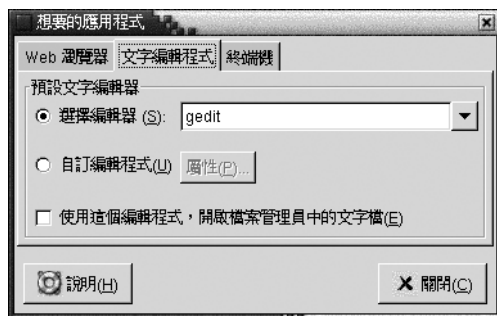 想要的應用程式
Web 瀏覽器 文字編輯程式 終端機
預設文字編輯器
選擇編輯器 (S): gedit
自訂編輯程式(U) 屬性(P)...
使用這個編輯程式，開啟檔案管理員中的文字檔(E)
說明(H) 關閉(C)